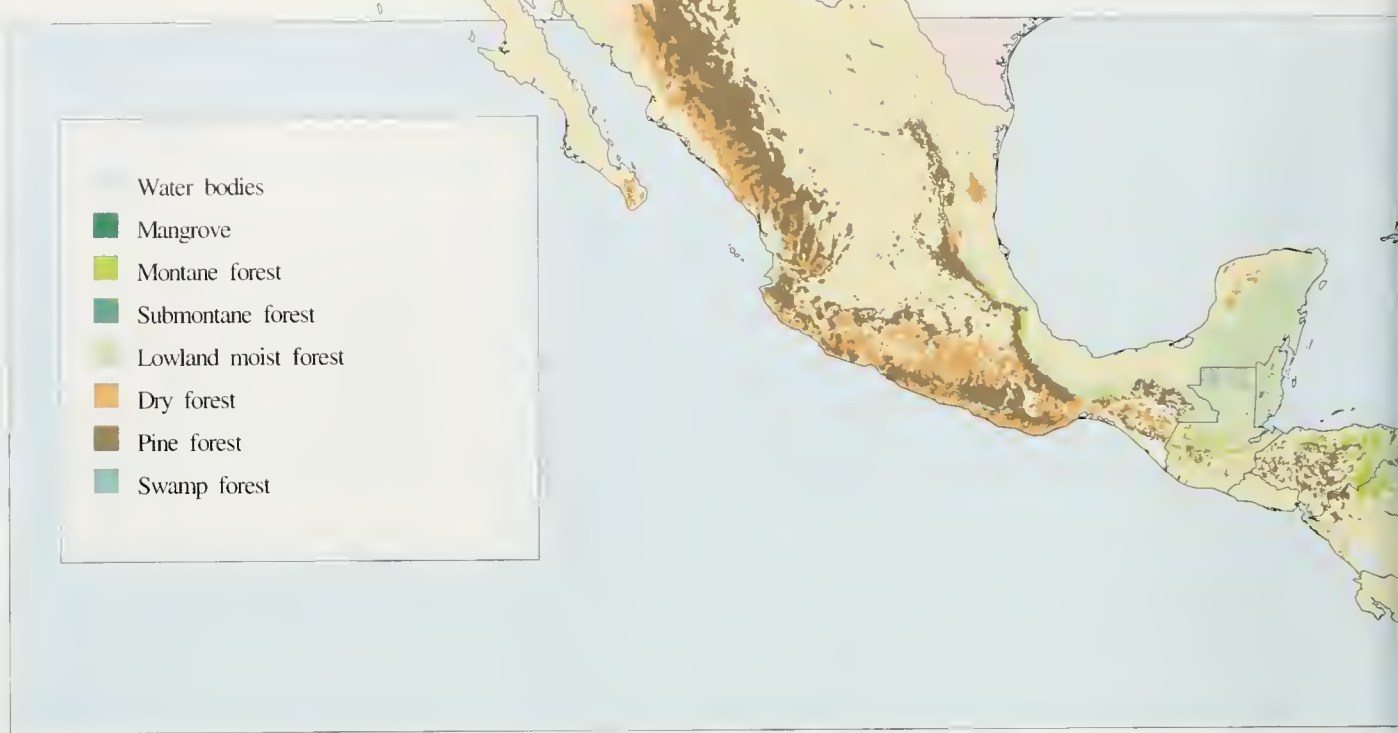 Water bodies
Mangrove
Montane forest
Submontane forest
Lowland moist forest
Dry forest
Pine forest
Swamp forest